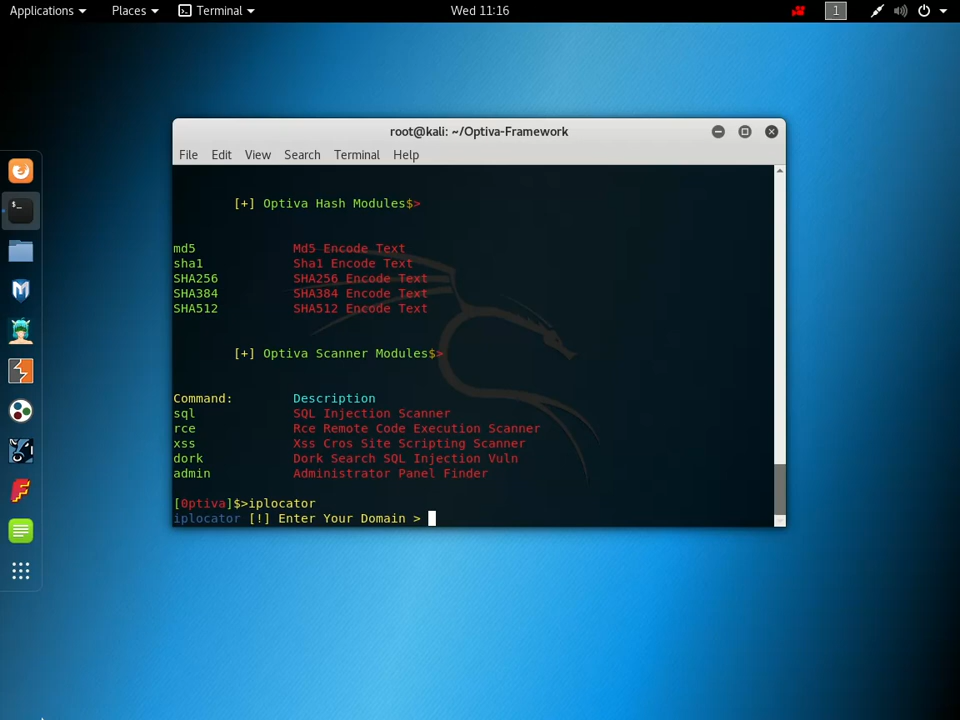 Applications Places Terminal Wed 11:16 1
root@kali: ~/Optiva-Framework
File Edit View Search Terminal Help
[+] Optiva Hash Modules$>
md5 Md5 Encode Text
sha1 Sha1 Encode Text
SHA256 SHA256 Encode Text
SHA384 SHA384 Encode Text
SHA512 SHA512 Encode Text
[+] Optiva Scanner Modules$>
Command: Description
sql SQL Injection Scanner
rce Rce Remote Code Execution Scanner
xss Xss Cros Site Scripting Scanner
dork Dork Search SQL Injection Vuln
admin Administrator Panel Finder
[0ptiva]$>iplocator
iplocator [!] Enter Your Domain >